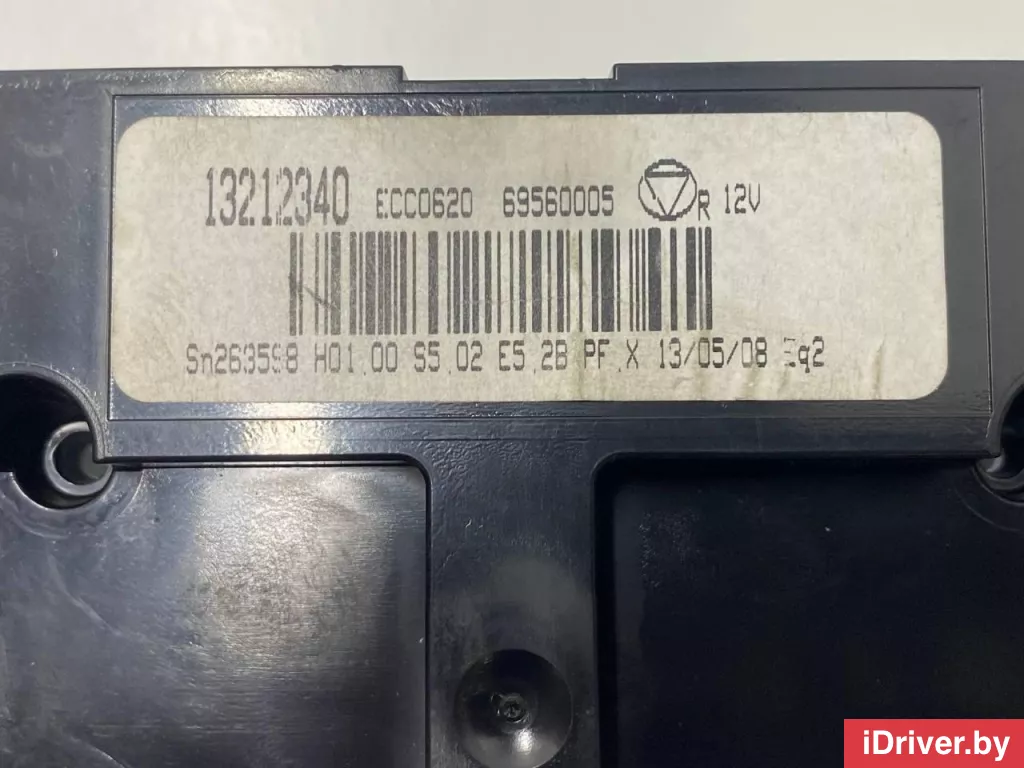 13212340 ECC0620 69560005 R 12V
Sn263598 H01.00 S5.02 E5.2B PF.X 13/05/08 Eq2
iDriver.by